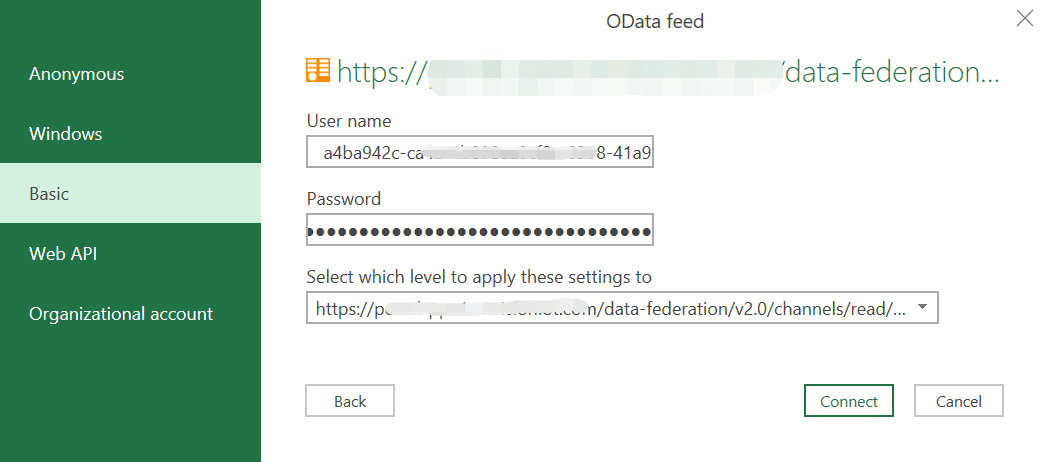 OData feed
Anonymous
Windows
Basic
Web API
Organizational account
https:// /data-federation...
User name
a4ba942c-ca 8-41a9
Password
Select which level to apply these settings to
https:// .com/data-federation/v2.0/channels/read/...
Back
Connect
Cancel